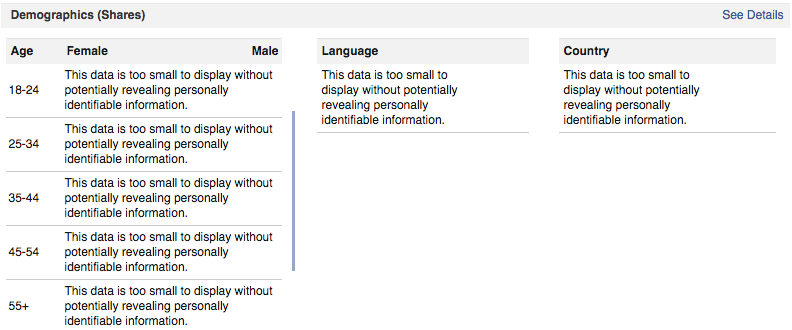 Demographics (Shares) See Details
Age Female Male
18-24
This data is too small to display without
potentially revealing personally
identifiable information.
25-34
This data is too small to display without
potentially revealing personally
identifiable information.
35-44
This data is too small to display without
potentially revealing personally
identifiable information.
45-54
This data is too small to display without
potentially revealing personally
identifiable information.
55+
This data is too small to display without
potentially revealing personally
identifiable information.
Language
This data is too small to
display without potentially
revealing personally
identifiable information.
Country
This data is too small to
display without potentially
revealing personally
identifiable information.